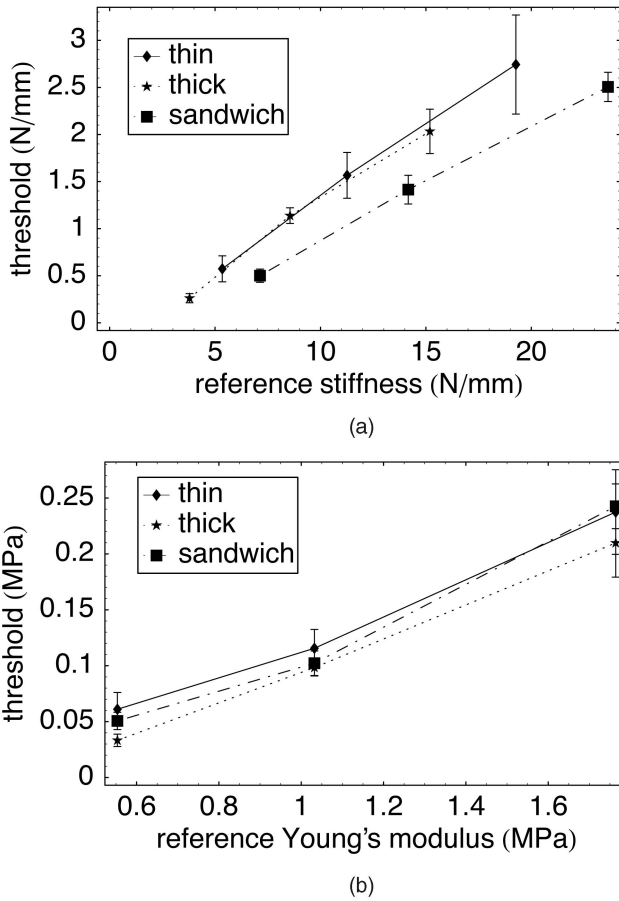 3
2.5
2
1.5
1
0.5
0
threshold (N/mm)
thin
thick
sandwich
0 5 10 15 20
reference stiffness (N/mm)
(a)
0.25
0.2
0.15
0.1
0.05
0
threshold (MPa)
thin
thick
sandwich
0.6 0.8 1 1.2 1.4 1.6
reference Young's modulus (MPa)
(b)